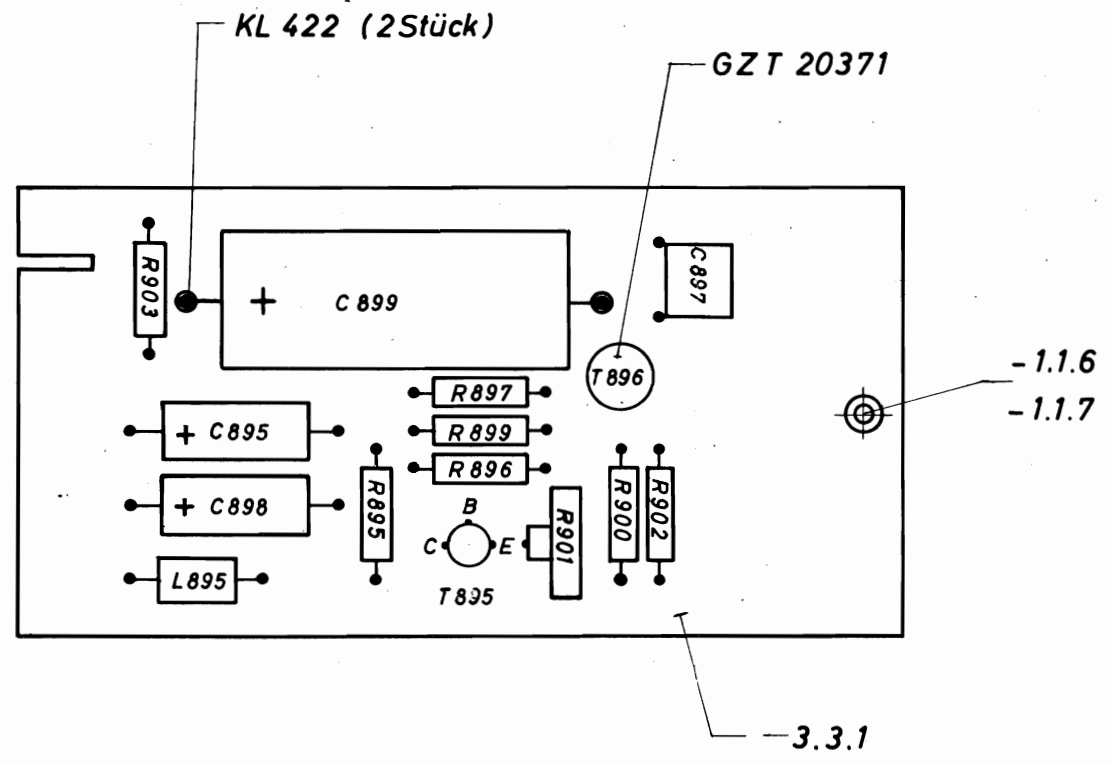 KL 422 (2Stück)
GZT 20371
R903
+ C899
C897
T896
-1.1.6
-1.1.7
R897
R899
R896
+ C895
+ C898
R895
L895
B
C
E
T895
R901
R900
R902
-3.3.1